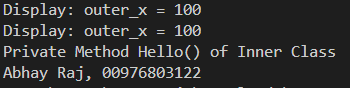 Display: outer_x = 100
Display: outer_x = 100
Private Method Hello() of Inner Class
Abhay Raj, 00976803122